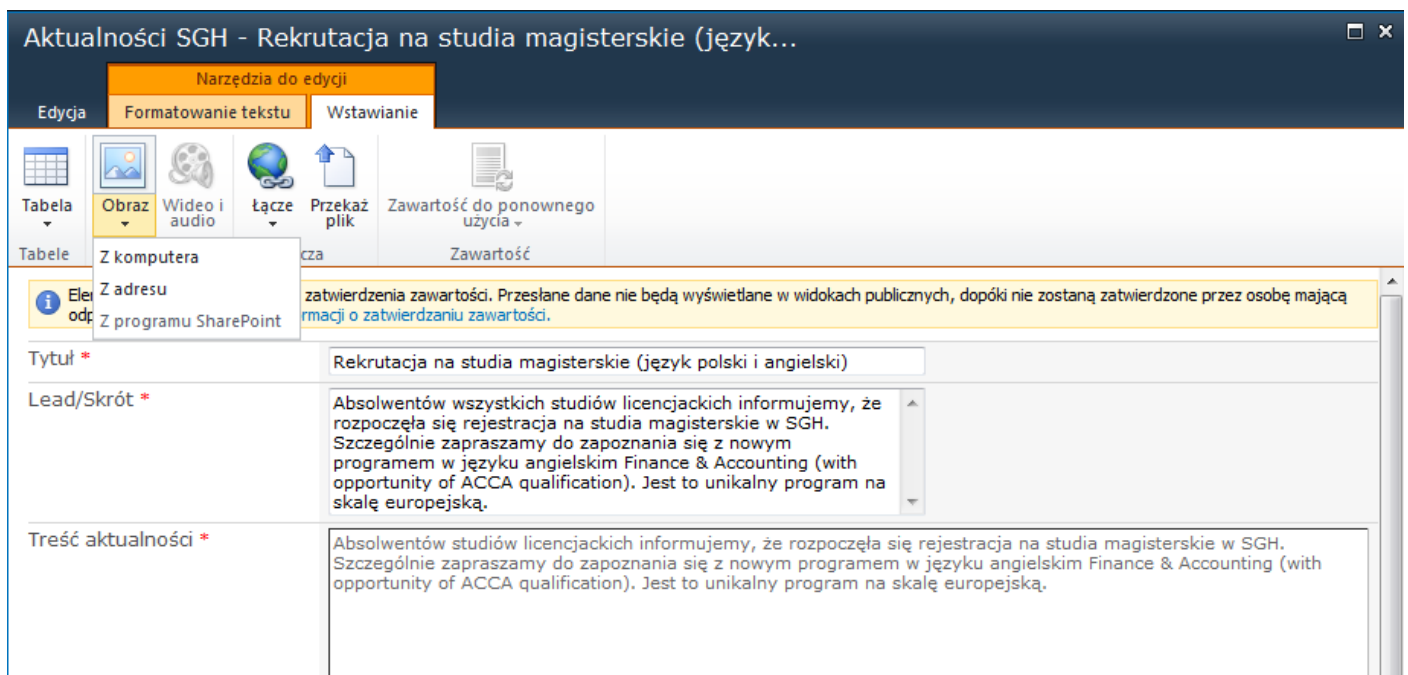 Aktualności SGH - Rekrutacja na studia magisterskie (język...
Narzędzia do edycji
Edycja Formatowanie tekstu Wstawianie
Tabela Obraz Wideo i audio Łącze Przekaż plik Zawartość do ponownego użycia
Tabele cza Zawartość
Z komputera
Z adresu
Z programu SharePoint
Ele zatwierdzenia zawartości. Przesłane dane nie będą wyświetlane w widokach publicznych, dopóki nie zostaną zatwierdzone przez osobę mającą
odp rmacji o zatwierdzaniu zawartości.
Tytuł * Rekrutacja na studia magisterskie (język polski i angielski)
Lead/Skrót * Absolwentów wszystkich studiów licencjackich informujemy, że
rozpoczęła się rejestracja na studia magisterskie w SGH.
Szczególnie zapraszamy do zapoznania się z nowym
programem w języku angielskim Finance & Accounting (with
opportunity of ACCA qualification). Jest to unikalny program na
skalę europejską.
Treść aktualności * Absolwentów studiów licencjackich informujemy, że rozpoczęła się rejestracja na studia magisterskie w SGH.
Szczególnie zapraszamy do zapoznania się z nowym programem w języku angielskim Finance & Accounting (with
opportunity of ACCA qualification). Jest to unikalny program na skalę europejską.